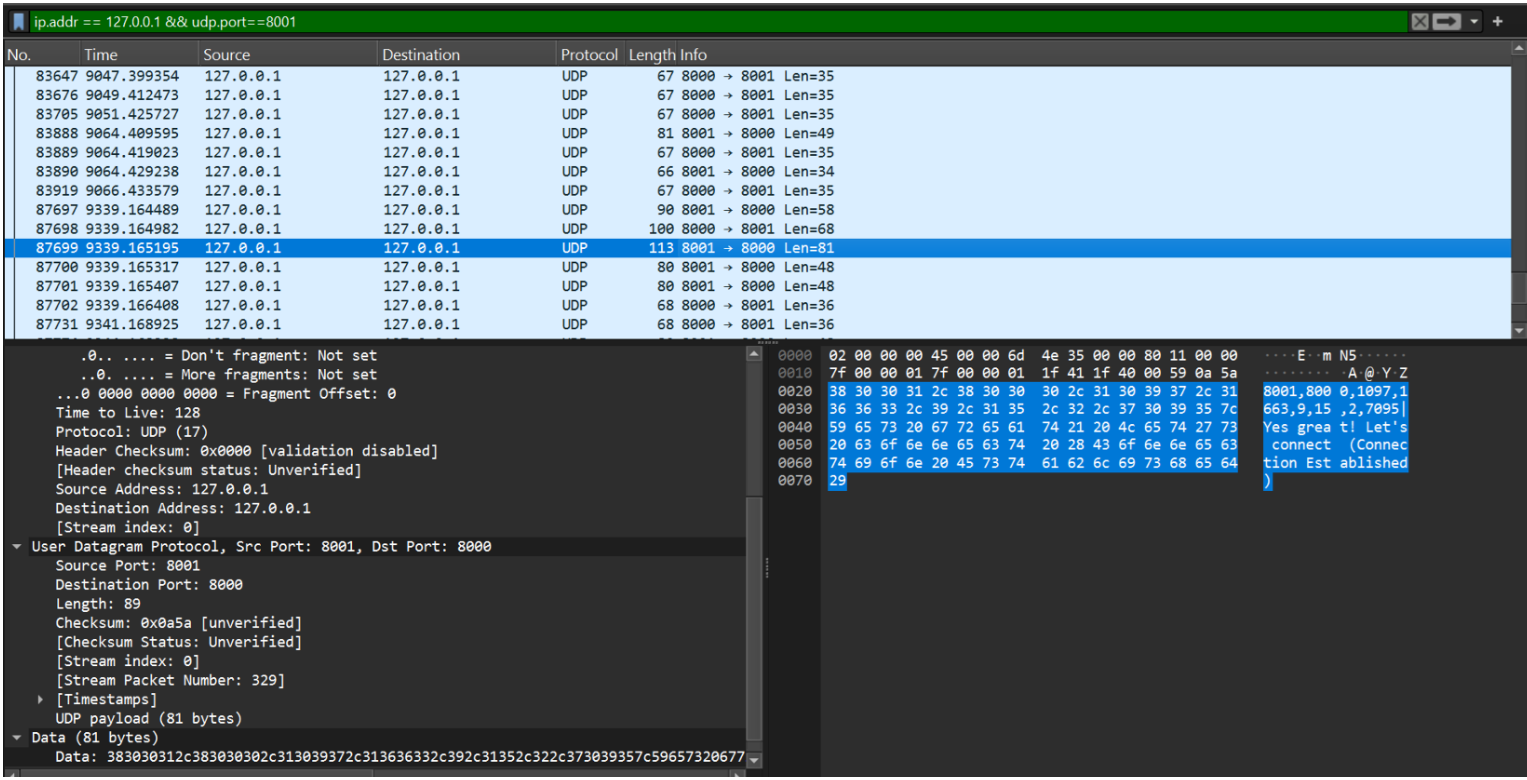 ip.addr == 127.0.0.1 && udp.port==8001
No. Time Source Destination Protocol Length Info
83647 9047.399354 127.0.0.1 127.0.0.1 UDP 67 8000 → 8001 Len=35
83676 9049.412473 127.0.0.1 127.0.0.1 UDP 67 8000 → 8001 Len=35
83705 9051.425727 127.0.0.1 127.0.0.1 UDP 67 8000 → 8001 Len=35
83888 9064.409595 127.0.0.1 127.0.0.1 UDP 81 8001 → 8000 Len=49
83889 9064.419023 127.0.0.1 127.0.0.1 UDP 67 8000 → 8001 Len=35
83890 9064.429238 127.0.0.1 127.0.0.1 UDP 66 8001 → 8000 Len=34
83919 9066.433579 127.0.0.1 127.0.0.1 UDP 67 8000 → 8001 Len=35
87697 9339.164489 127.0.0.1 127.0.0.1 UDP 90 8001 → 8000 Len=58
87698 9339.164982 127.0.0.1 127.0.0.1 UDP 100 8000 → 8001 Len=68
87699 9339.165195 127.0.0.1 127.0.0.1 UDP 113 8001 → 8000 Len=81
87700 9339.165317 127.0.0.1 127.0.0.1 UDP 80 8001 → 8000 Len=48
87701 9339.165407 127.0.0.1 127.0.0.1 UDP 80 8001 → 8000 Len=48
87702 9339.166408 127.0.0.1 127.0.0.1 UDP 68 8000 → 8001 Len=36
87731 9341.168925 127.0.0.1 127.0.0.1 UDP 68 8000 → 8001 Len=36
.0.. .... = Don't fragment: Not set
..0. .... = More fragments: Not set
...0 0000 0000 0000 = Fragment Offset: 0
Time to Live: 128
Protocol: UDP (17)
Header Checksum: 0x0000 [validation disabled]
[Header checksum status: Unverified]
Source Address: 127.0.0.1
Destination Address: 127.0.0.1
[Stream index: 0]
User Datagram Protocol, Src Port: 8001, Dst Port: 8000
Source Port: 8001
Destination Port: 8000
Length: 89
Checksum: 0x0a5a [unverified]
[Checksum Status: Unverified]
[Stream index: 0]
[Stream Packet Number: 329]
[Timestamps]
UDP payload (81 bytes)
Data (81 bytes)
Data: 383030312c383030302c313039372c313636332c392c31352c322c373039357c59657320677
0000 02 00 00 00 45 00 00 6d 4e 35 00 00 80 11 00 00 ····E··m N5······
0010 7f 00 00 01 7f 00 00 01 1f 41 1f 40 00 59 0a 5a ········ ·A·@·Y·Z
0020 38 30 30 31 2c 38 30 30 30 2c 31 30 39 37 2c 31 8001,800 0,1097,1
0030 36 36 33 2c 39 2c 31 35 2c 32 2c 37 30 39 35 7c 663,9,15 ,2,7095|
0040 59 65 73 20 67 72 65 61 74 21 20 4c 65 74 27 73 Yes grea t! Let's
0050 20 63 6f 6e 6e 65 63 74 20 28 43 6f 6e 6e 65 63 connect (Connec
0060 74 69 6f 6e 20 45 73 74 61 62 6c 69 73 68 65 64 tion Est ablished
0070 29 )